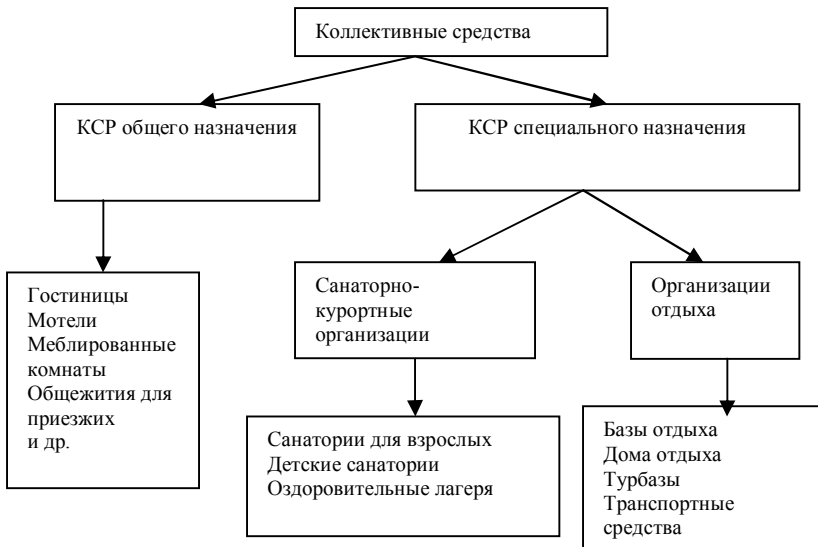 Коллективные средства
КСР общего назначения
КСР специального назначения
Гостиницы
Мотели
Меблированные
комнаты
Общежития для
приезжих
и др.
Санаторно-
курортные
организации
Организации
отдыха
Санатории для взрослых
Детские санатории
Оздоровительные лагеря
Базы отдыха
Дома отдыха
Турбазы
Транспортные
средства